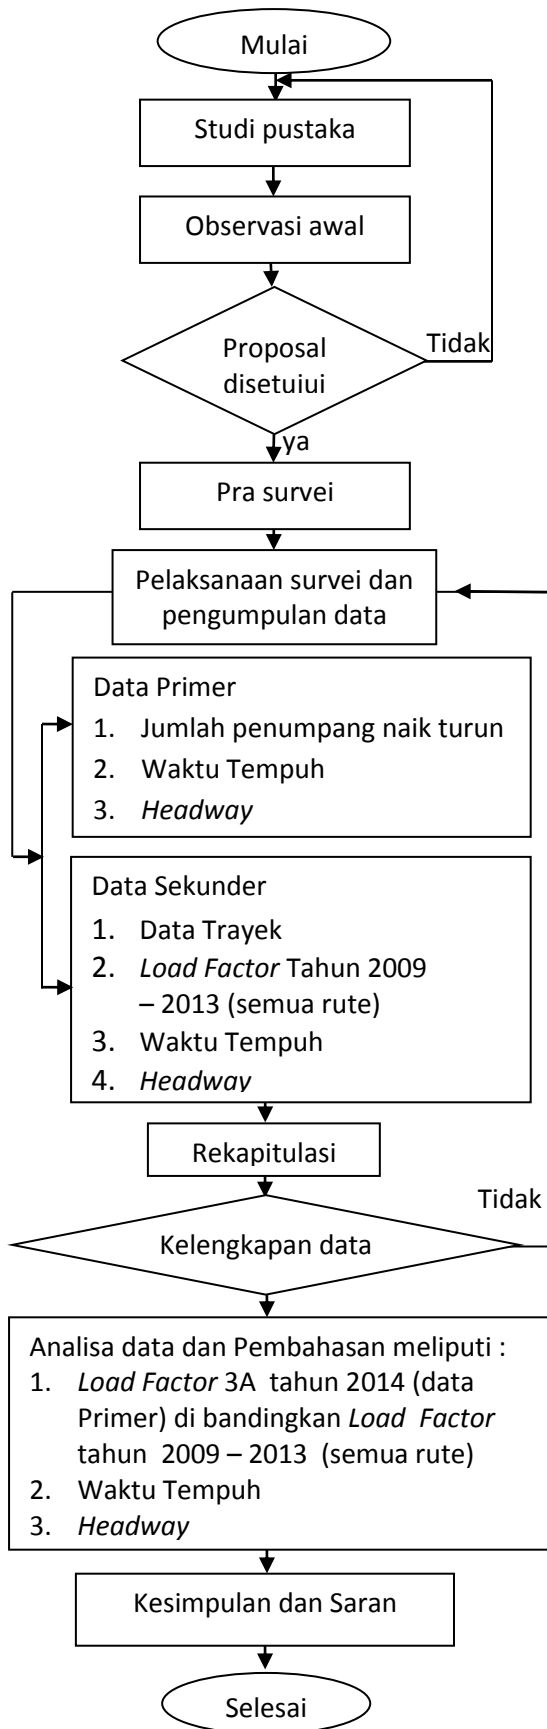 Mulai
Studi pustaka
Observasi awal
Proposal
disetuiui
Tidak
ya
Pra survei
Pelaksanaan survei dan
pengumpulan data
Data Primer
1. Jumlah penumpang naik turun
2. Waktu Tempuh
3. Headway
Data Sekunder
1. Data Trayek
2. Load Factor Tahun 2009
– 2013 (semua rute)
3. Waktu Tempuh
4. Headway
Rekapitulasi
Tidak
Kelengkapan data
Analisa data dan Pembahasan meliputi :
1. Load Factor 3A tahun 2014 (data
Primer) di bandingkan Load Factor
tahun 2009 – 2013 (semua rute)
2. Waktu Tempuh
3. Headway
Kesimpulan dan Saran
Selesai